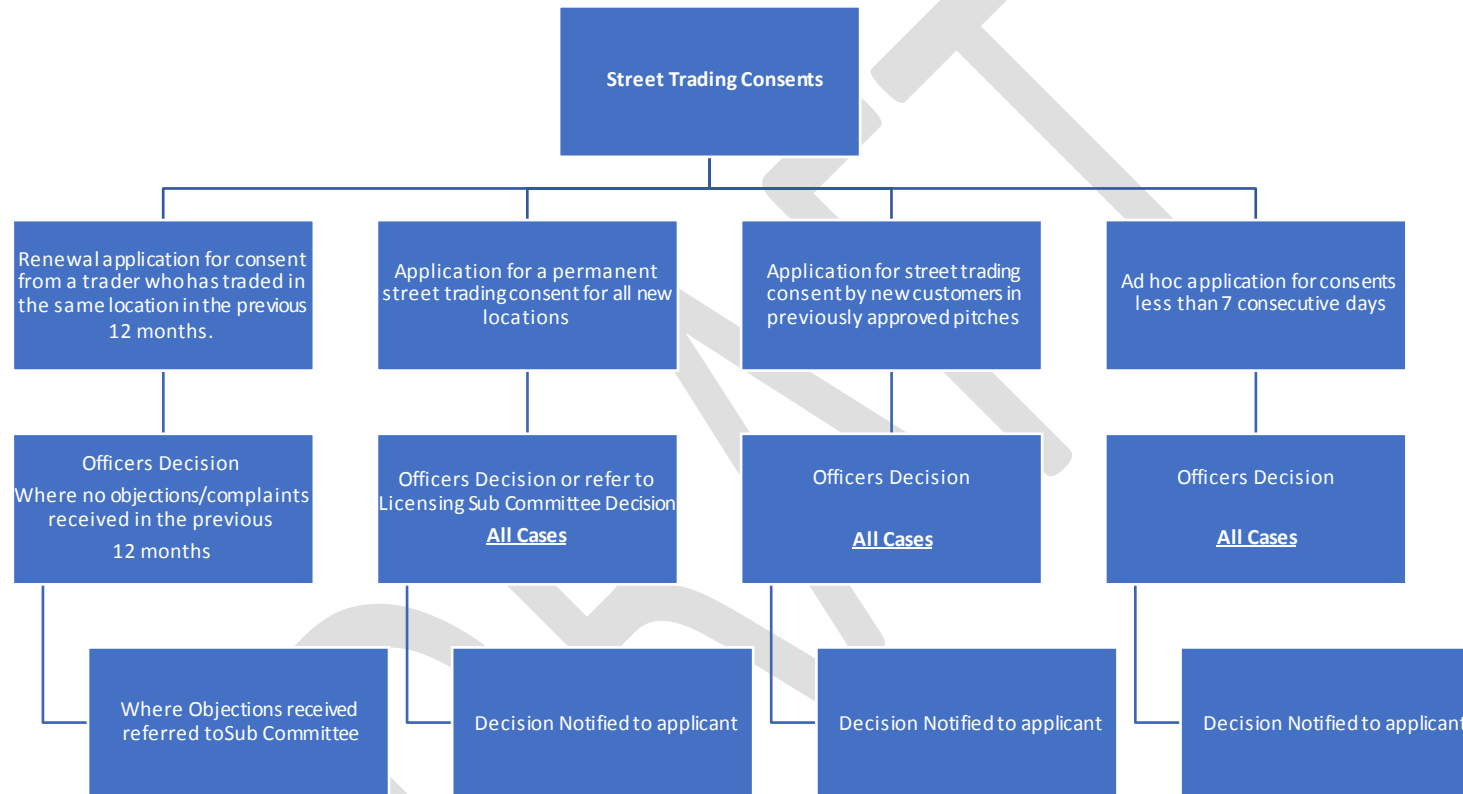 Street Trading Consents
Renewal application for consent
from a trader who has traded in
the same location in the previous
12 months.
Application for a permanent
street trading consent for all new
locations
Application for street trading
consent by new customers in
previously approved pitches
Ad hoc application for consents
less than 7 consecutive days
Officers Decision
Where no objections/complaints
received in the previous
12 months
Officers Decision or refer to
Licensing Sub Committee Decision
All Cases
Officers Decision
All Cases
Officers Decision
All Cases
Where Objections received
referred toSub Committee
Decision Notified to applicant
Decision Notified to applicant
Decision Notified to applicant